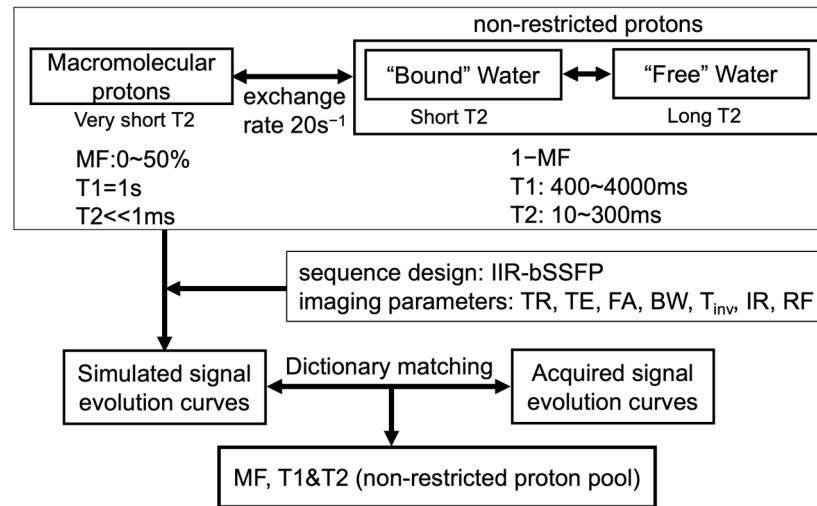 non-restricted protons
Macromolecular
protons
Very short T2
exchange
rate 20s⁻¹
“Bound” Water
Short T2
“Free” Water
Long T2
MF:0~50%
T1=1s
T2<<1ms
1−MF
T1: 400~4000ms
T2: 10~300ms
sequence design: IIR-bSSFP
imaging parameters: TR, TE, FA, BW, Tinv, IR, RF
Simulated signal
evolution curves
Dictionary matching
Acquired signal
evolution curves
MF, T1&T2 (non-restricted proton pool)